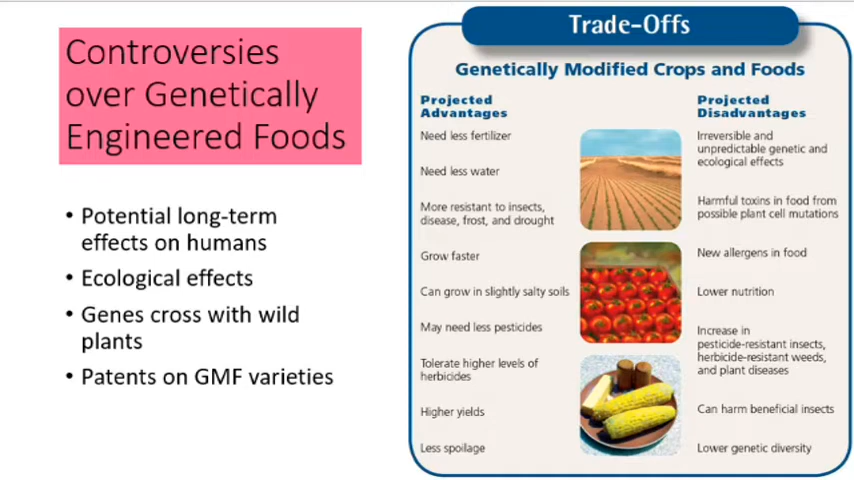 Controversies
over Genetically
Engineered Foods
• Potential long-term
effects on humans
• Ecological effects
• Genes cross with wild
plants
• Patents on GMF varieties
Trade-Offs
Genetically Modified Crops and Foods
Projected
Advantages
Need less fertilizer
Need less water
More resistant to insects,
disease, frost, and drought
Grow faster
Can grow in slightly salty soils
May need less pesticides
Tolerate higher levels of
herbicides
Higher yields
Less spoilage
Projected
Disadvantages
Irreversible and
unpredictable genetic and
ecological effects
Harmful toxins in food from
possible plant cell mutations
New allergens in food
Lower nutrition
Increase in
pesticide-resistant insects,
herbicide-resistant weeds,
and plant diseases
Can harm beneficial insects
Lower genetic diversity